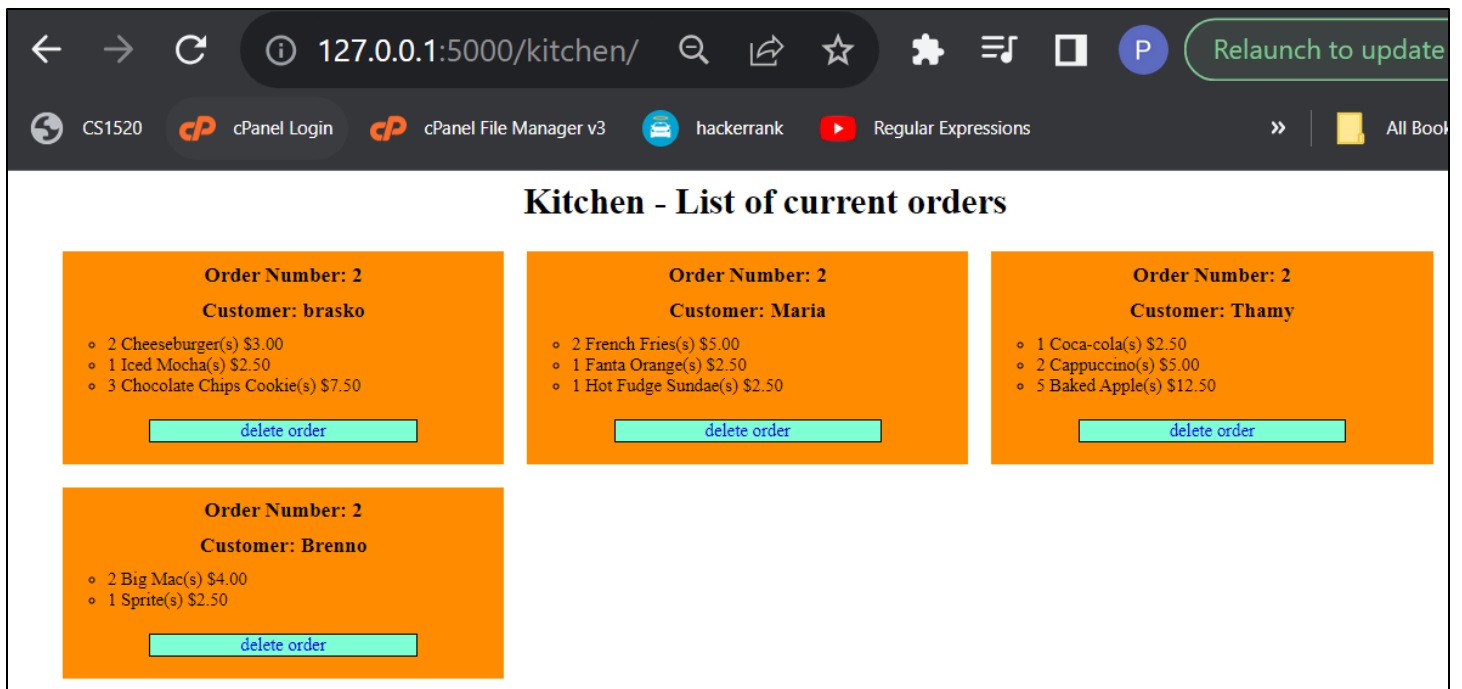 127.0.0.1:5000/kitchen/
P
Relaunch to update
CS1520
cP cPanel Login
cP cPanel File Manager v3
hackerrank
Regular Expressions
»
All Book
Kitchen - List of current orders
Order Number: 2
Customer: brasko
2 Cheeseburger(s) $3.00
1 Iced Mocha(s) $2.50
3 Chocolate Chips Cookie(s) $7.50
delete order
Order Number: 2
Customer: Maria
2 French Fries(s) $5.00
1 Fanta Orange(s) $2.50
1 Hot Fudge Sundae(s) $2.50
delete order
Order Number: 2
Customer: Thamy
1 Coca-cola(s) $2.50
2 Cappuccino(s) $5.00
5 Baked Apple(s) $12.50
delete order
Order Number: 2
Customer: Brenno
2 Big Mac(s) $4.00
1 Sprite(s) $2.50
delete order